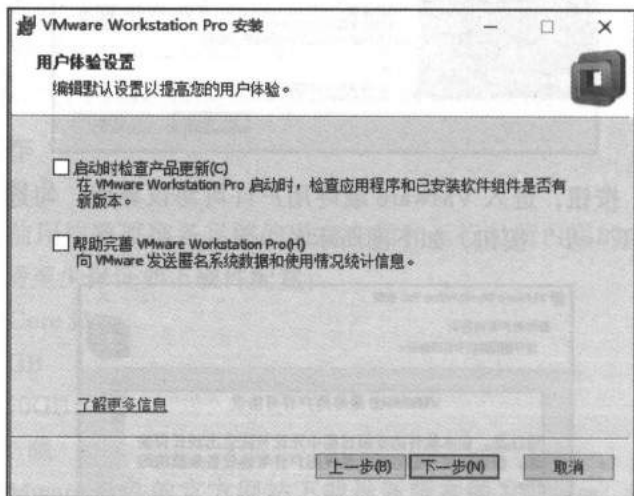 VMware Workstation Pro 安装
用户体验设置
编辑默认设置以提高您的用户体验。
启动时检查产品更新(C)
在 VMware Workstation Pro 启动时，检查应用程序和已安装软件组件是否有
新版本。
帮助完善 VMware Workstation Pro(H)
向 VMware 发送匿名系统数据和使用情况统计信息。
了解更多信息
上一步(B) 下一步(N) 取消